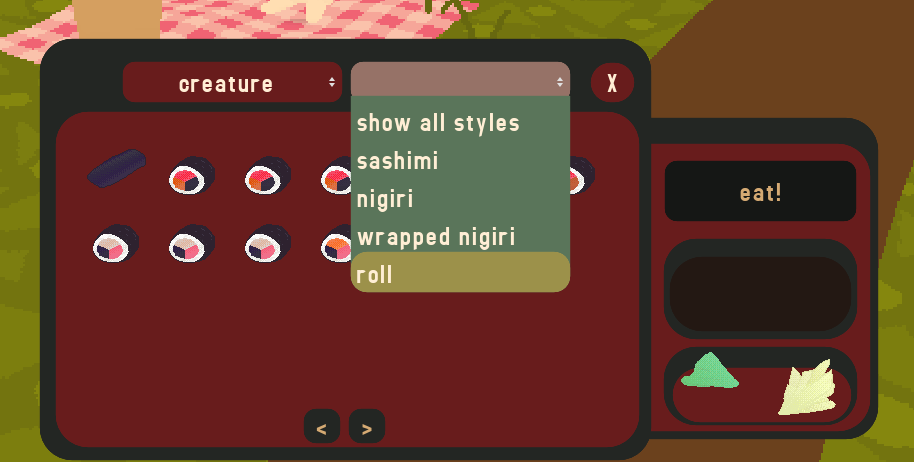 creature
X
show all styles
sashimi
nigiri
wrapped nigiri
roll
eat!
< >